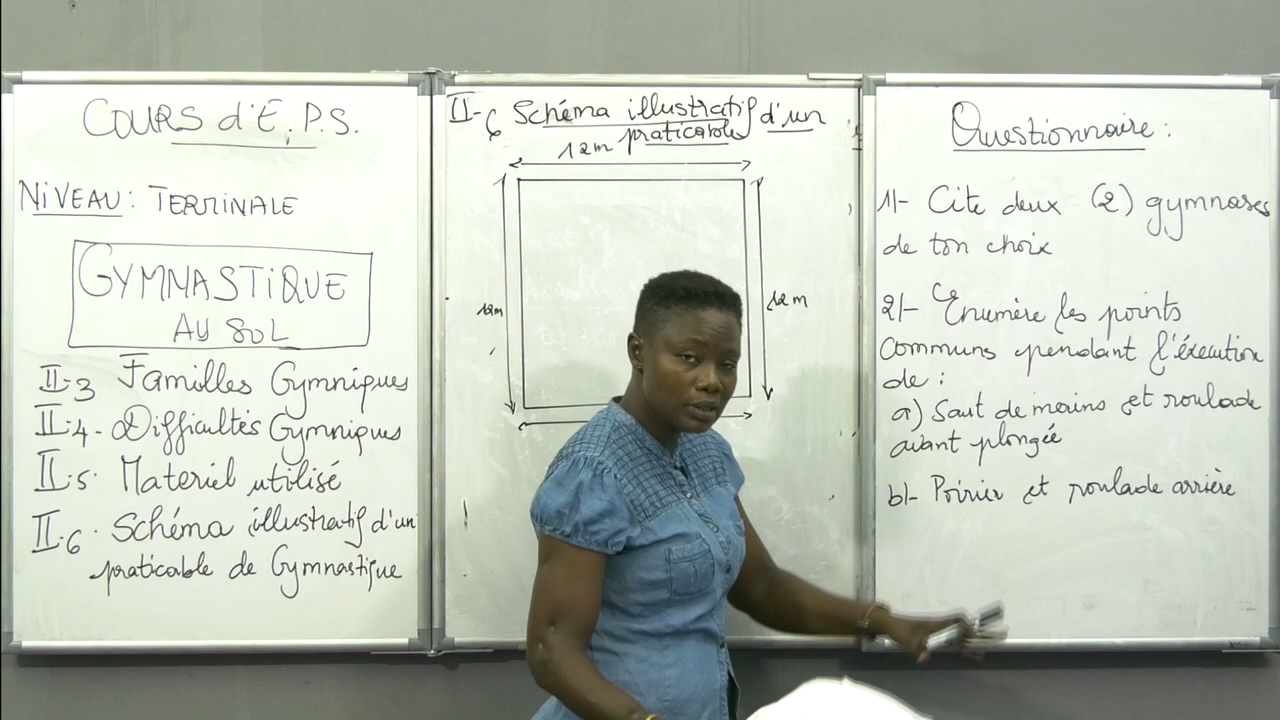 COURS d'E.P.S.
NIVEAU : TERMINALE
GYMNASTIQUE
AU SOL
II.3 Familles Gymniques
II.4 - Difficultés Gymniques
II.5. Materiel utilisé
II.6. Schéma illustratif d'un
praticable de Gymnastique
II-6 Schéma illustratif d'un
praticable
12m
12m
12m
Questionnaire :
1/- Cite deux (2) gymnases
de ton choix
2/- Enumère les points
communs pendant l'éxecution
de :
a) Saut de mains et roulade
avant plongée
b/- Poirier et roulade arrière